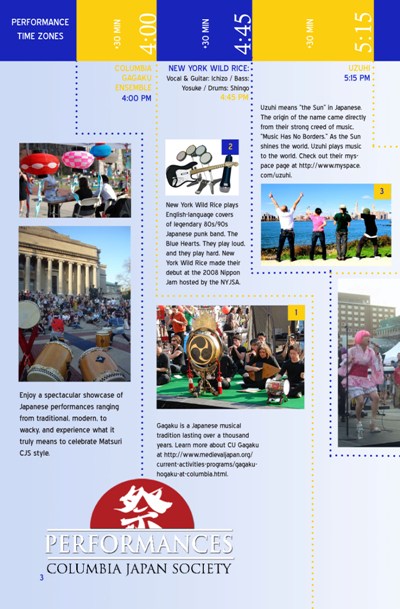 PERFORMANCE
TIME ZONES
+30 MIN
4:00
+30 MIN
4:45
+30 MIN
5:15
COLUMBIA
GAGAKU
ENSEMBLE
4:00 PM
NEW YORK WILD RICE:
Vocal & Guitar: Ichizo / Bass:
Yosuke / Drums: Shingo
4:45 PM
UZUHI
5:15 PM
Uzuhi means "the Sun" in Japanese.
The origin of the name came directly
from their strong creed of music,
"Music Has No Borders." As the Sun
shines the world, Uzuhi plays music
to the world. Check out their mys-
pace page at http://www.myspace.
com/uzuhi.
2
New York Wild Rice plays
English-language covers
of legendary 80s/90s
Japanese punk band, The
Blue Hearts. They play loud,
and they play hard. New
York Wild Rice made their
debut at the 2008 Nippon
Jam hosted by the NYJSA.
3
1
Enjoy a spectacular showcase of
Japanese performances ranging
from traditional, modern, to
wacky, and experience what it
truly means to celebrate Matsuri
CJS style.
Gagaku is a Japanese musical
tradition lasting over a thousand
years. Learn more about CU Gagaku
at http://www.medievaljapan.org/
current-activities-programs/gagaku-
hogaku-at-columbia.html.
祭
PERFORMANCES
COLUMBIA JAPAN SOCIETY
3